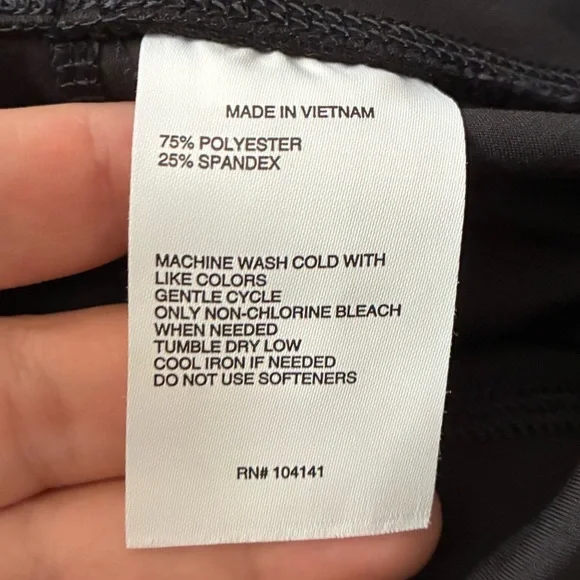 MADE IN VIETNAM
75% POLYESTER
25% SPANDEX
MACHINE WASH COLD WITH
LIKE COLORS
GENTLE CYCLE
ONLY NON-CHLORINE BLEACH
WHEN NEEDED
TUMBLE DRY LOW
COOL IRON IF NEEDED
DO NOT USE SOFTENERS
RN# 104141